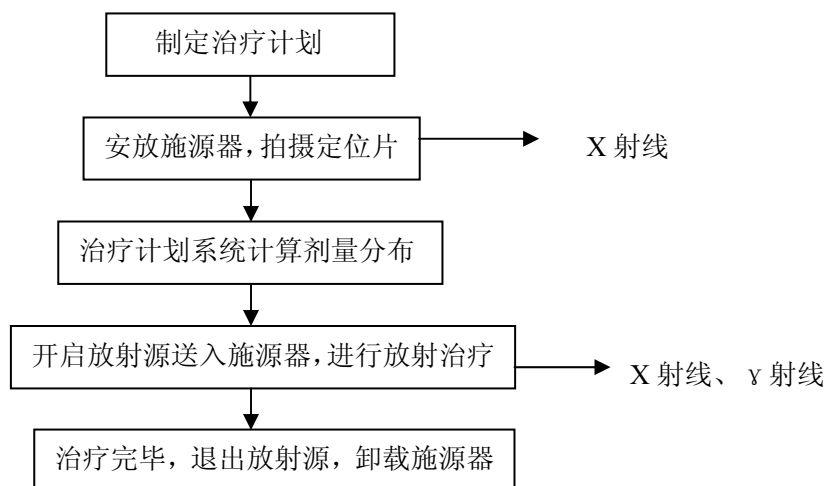 制定治疗计划
安放施源器,拍摄定位片
X 射线
治疗计划系统计算剂量分布
开启放射源送入施源器,进行放射治疗
X 射线、γ射线
治疗完毕,退出放射源,卸载施源器